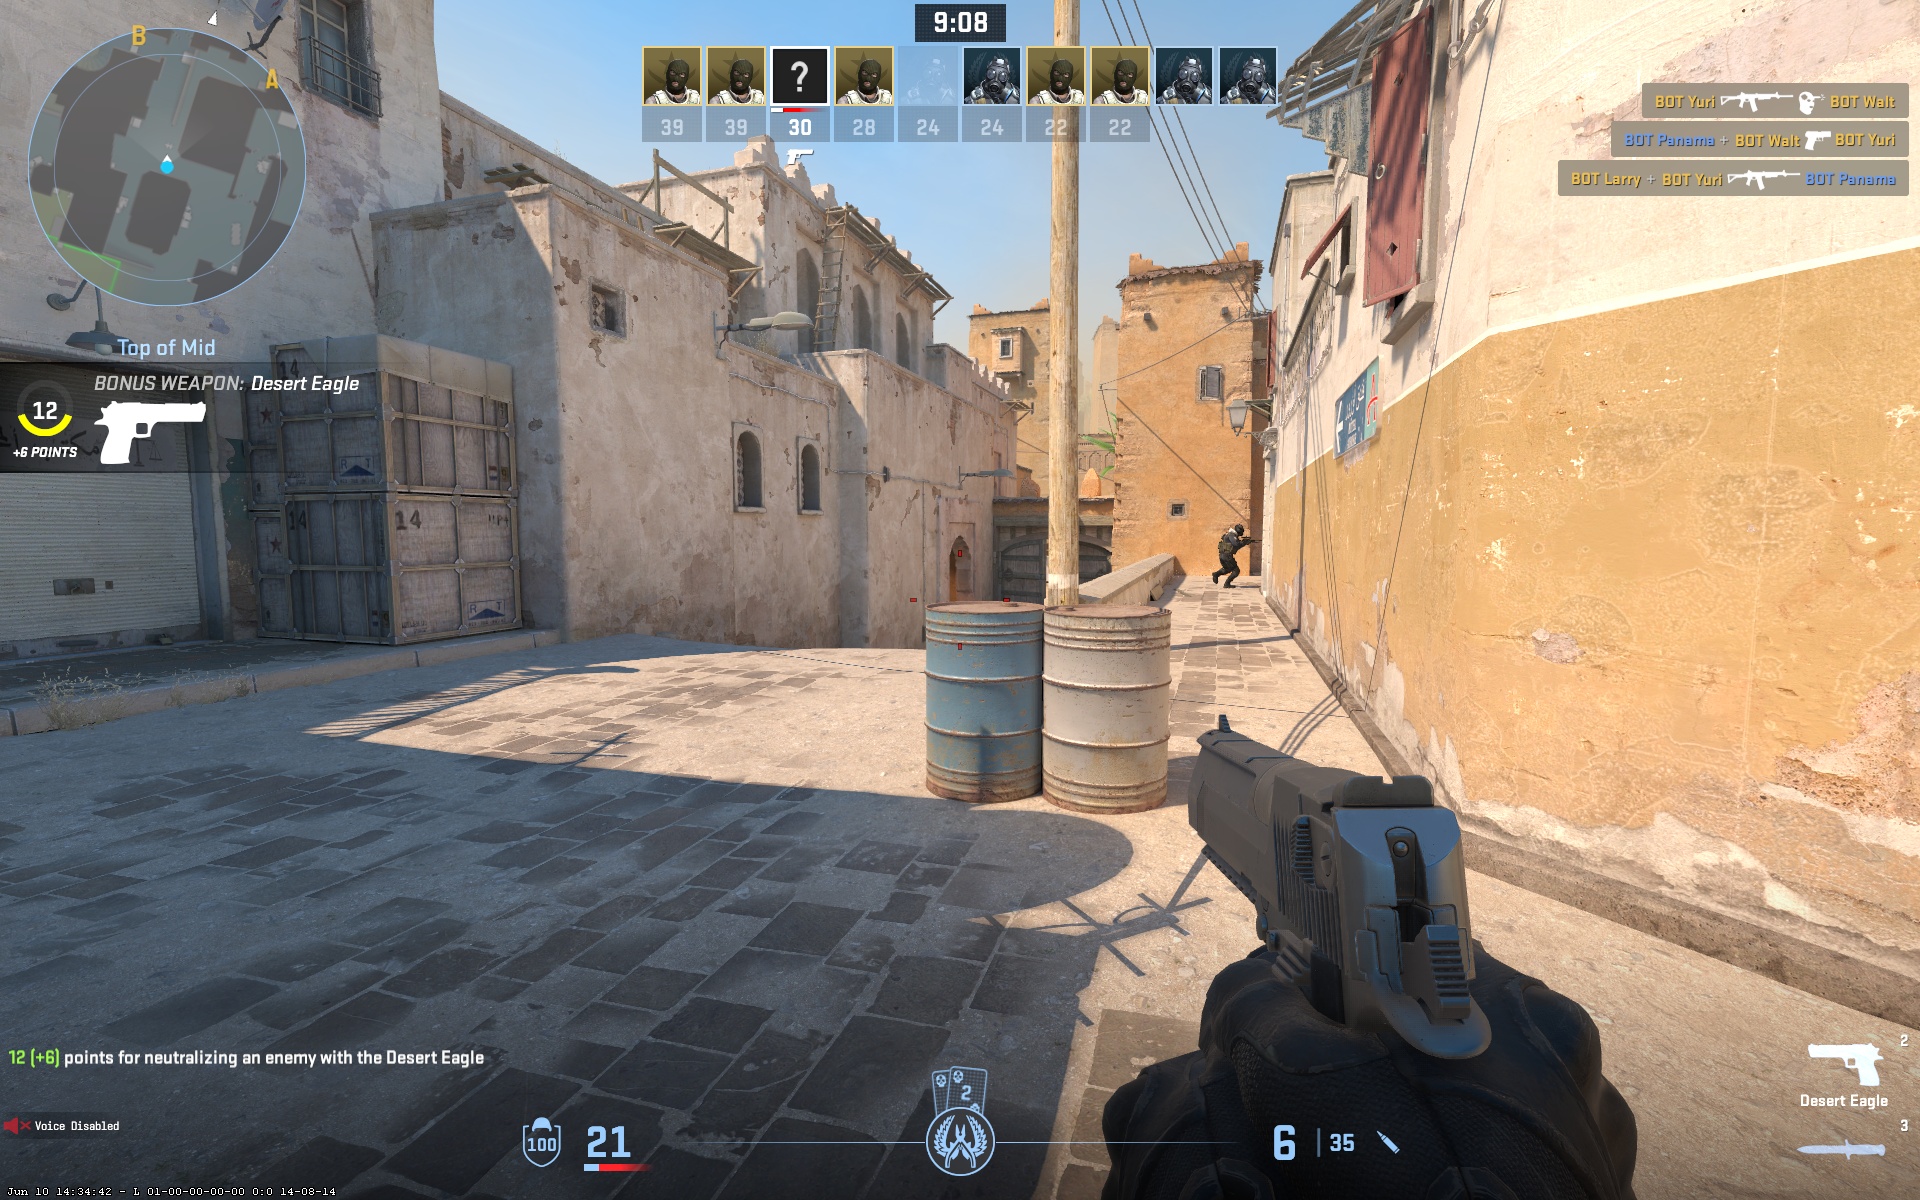 9:08
B
A
?
39 39 30 28 24 24 22 22
BOT Yuri BOT Walt
BOT Panama + BOT Walt BOT Yuri
BOT Larry + BOT Yuri BOT Panama
Top of Mid
BONUS WEAPON: Desert Eagle
12
+6 POINTS
14
14
14
R T
R T
12 (+6) points for neutralizing an enemy with the Desert Eagle
Voice Disabled
100
21
2
6 | 35
2
Desert Eagle
3
Jun 10 14:34:42 - L 01-00-00-00-00 0:0 14-08-14